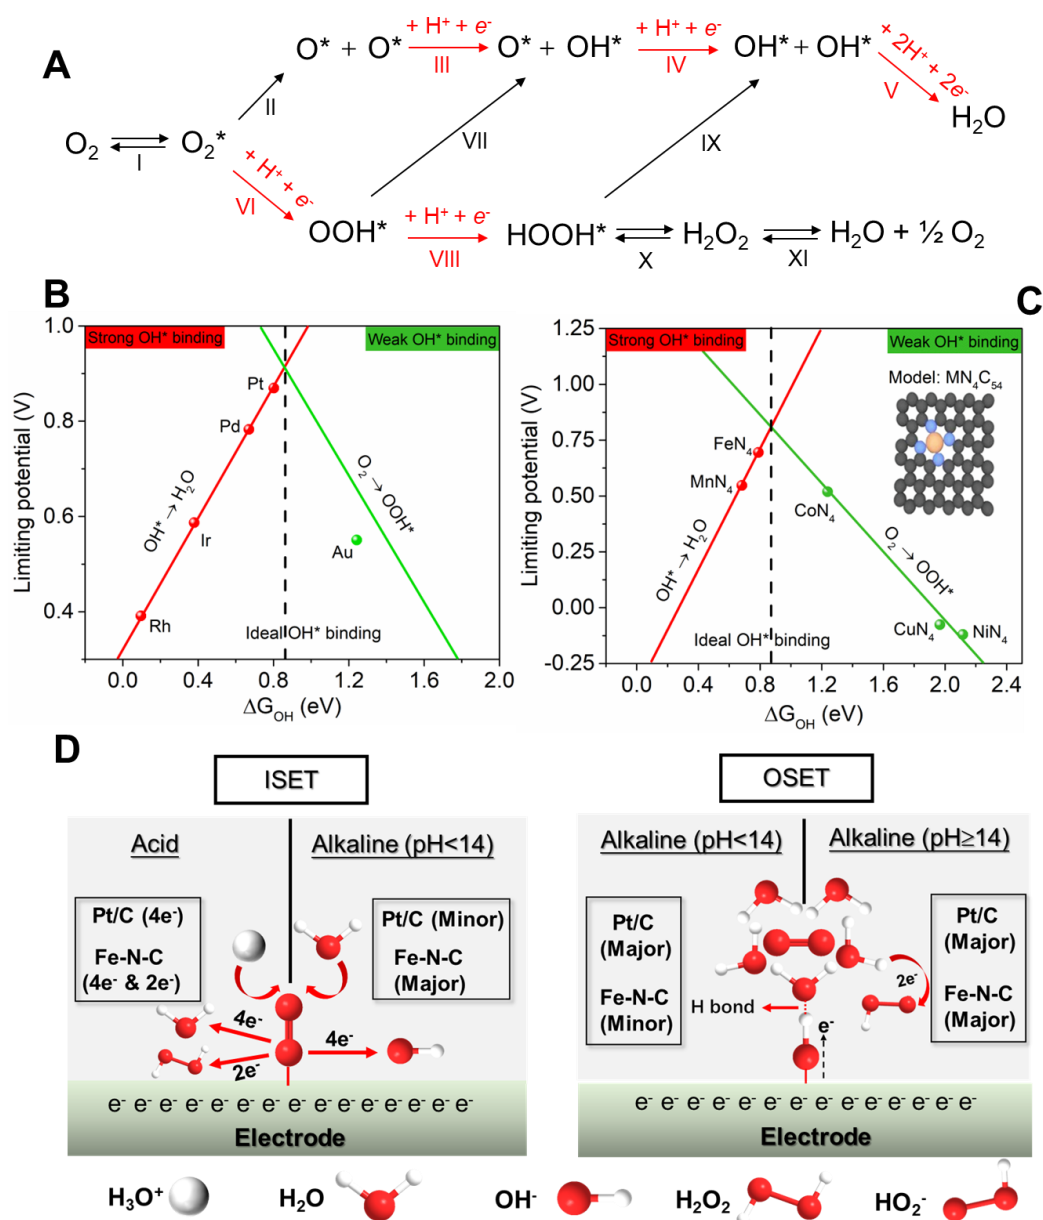 A
O* + O*
+ H⁺ + e⁻
III
O* + OH*
+ H⁺ + e⁻
IV
OH* + OH*
+ 2H⁺ + 2e⁻
V
H₂O
II
VII
IX
O₂
I
O₂*
+ H⁺ + e⁻
VI
OOH*
+ H⁺ + e⁻
VIII
HOOH*
X
H₂O₂
XI
H₂O + ½ O₂
B
Strong OH* binding
Weak OH* binding
Limiting potential (V)
1.0
0.8
0.6
0.4
Pt
Pd
Ir
Rh
Au
OH* → H₂O
O₂ → OOH*
Ideal OH* binding
0.0
0.4
0.8
1.2
1.6
2.0
ΔG_OH (eV)
C
Strong OH* binding
Weak OH* binding
Model: MN₄C₅₄
Limiting potential (V)
1.25
1.00
0.75
0.50
0.25
0.00
-0.25
FeN₄
MnN₄
CoN₄
CuN₄
NiN₄
OH* → H₂O
O₂ → OOH*
Ideal OH* binding
0.0
0.4
0.8
1.2
1.6
2.0
2.4
ΔG_OH (eV)
D
ISET
Acid
Alkaline (pH<14)
Pt/C (4e⁻)
Fe-N-C
(4e⁻ & 2e⁻)
Pt/C (Minor)
Fe-N-C
(Major)
4e⁻
2e⁻
4e⁻
e⁻ e⁻ e⁻ e⁻ e⁻ e⁻ e⁻ e⁻ e⁻ e⁻ e⁻ e⁻
Electrode
OSET
Alkaline (pH<14)
Alkaline (pH≥14)
Pt/C
(Major)
Fe-N-C
(Minor)
Pt/C
(Major)
Fe-N-C
(Major)
H bond
e⁻
2e⁻
e⁻ e⁻ e⁻ e⁻ e⁻ e⁻ e⁻ e⁻ e⁻ e⁻ e⁻
Electrode
H₃O⁺
H₂O
OH⁻
H₂O₂
HO₂⁻